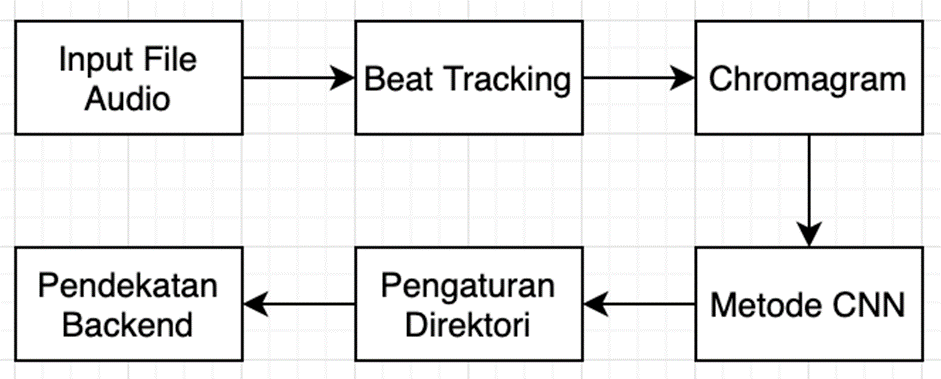 Input File
Audio
Beat Tracking
Chromagram
Pendekatan
Backend
Pengaturan
Direktori
Metode CNN